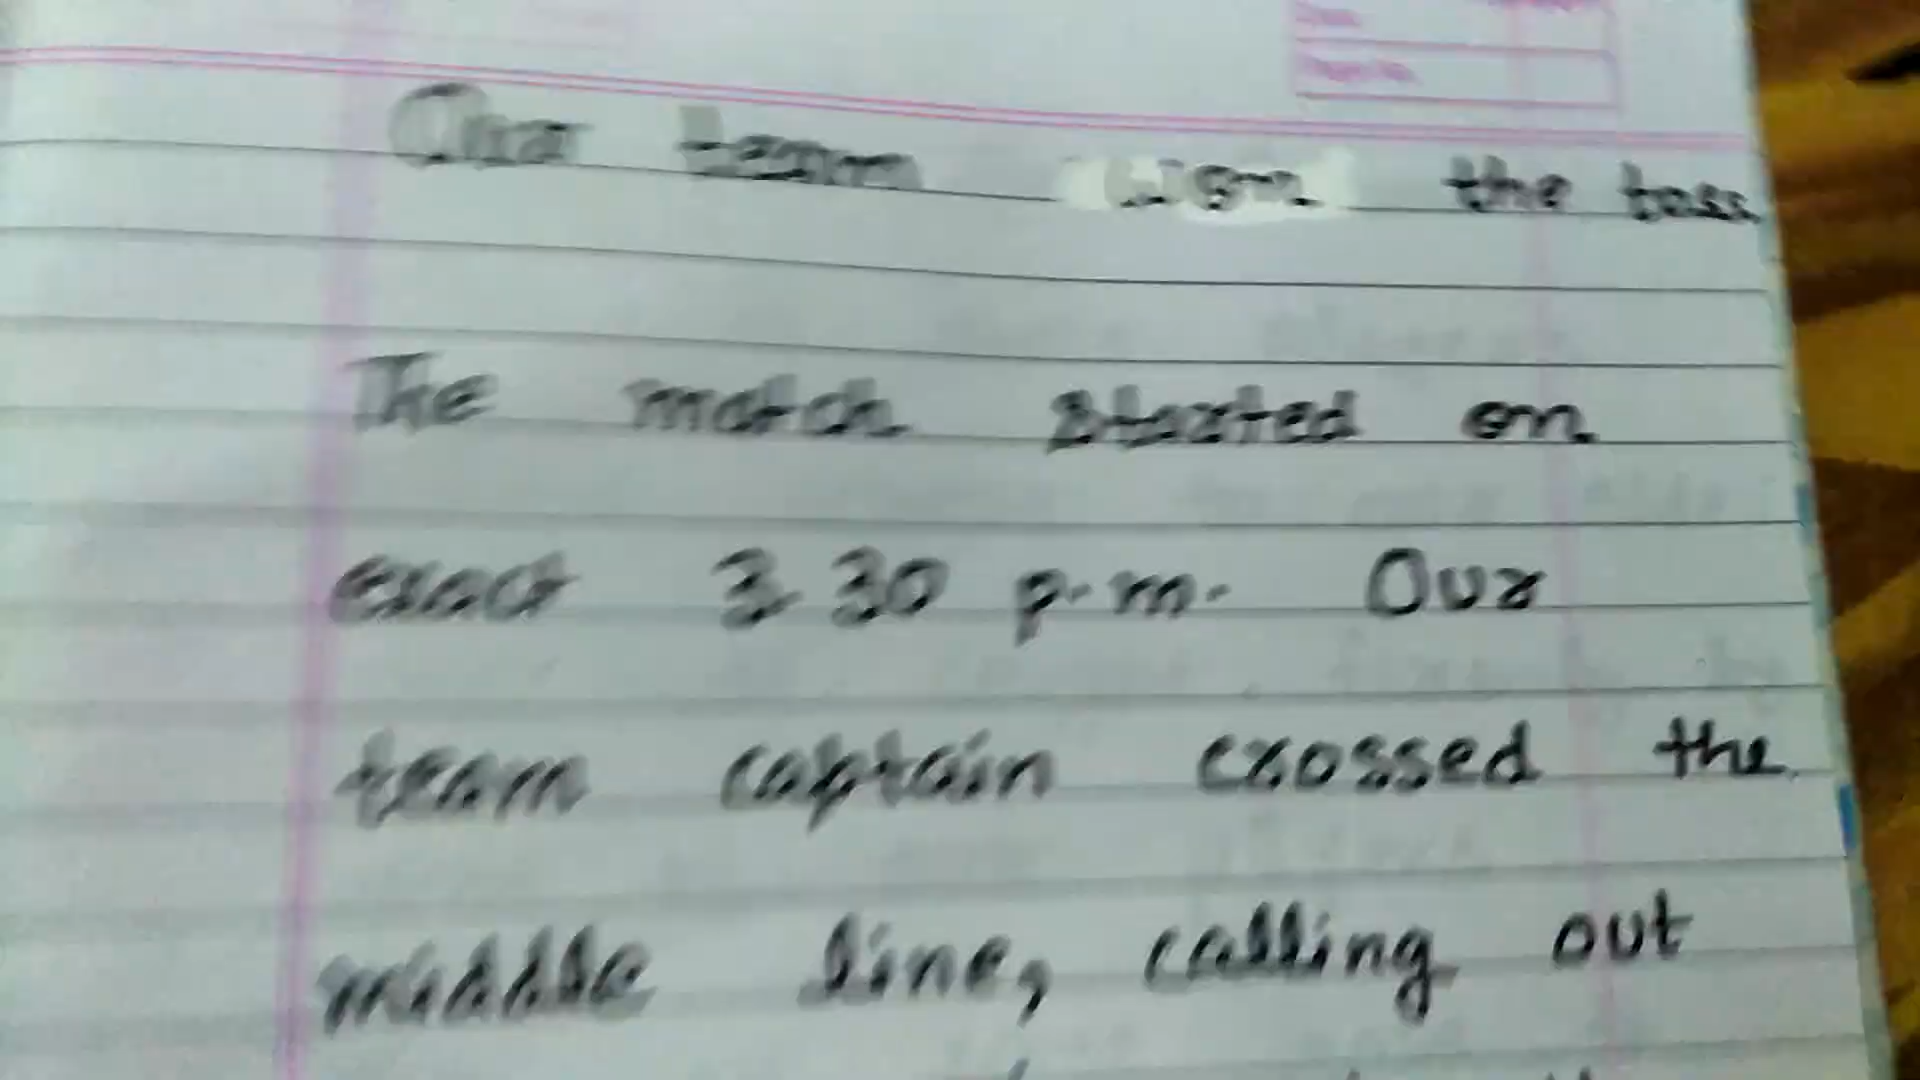 Our team won the toss
The match started on
exact 3 30 p.m. Our
team captain crossed the
middle line, calling out